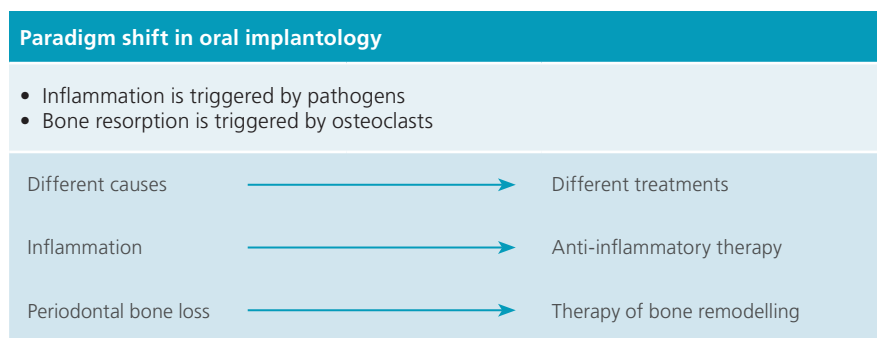 Paradigm shift in oral implantology
• Inflammation is triggered by pathogens
• Bone resorption is triggered by osteoclasts
Different causes Different treatments
Inflammation Anti-inflammatory therapy
Periodontal bone loss Therapy of bone remodelling